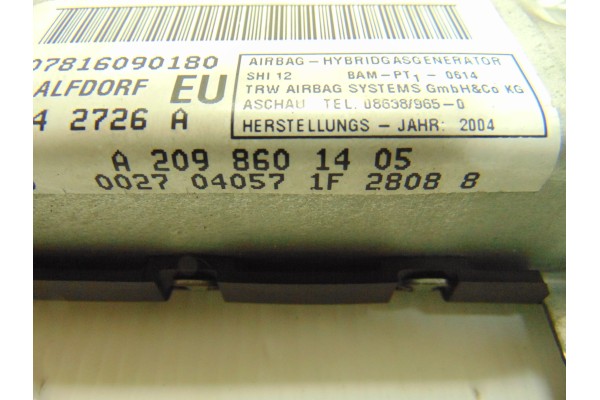 07816090180
ALFDORF EU
4 2726 A
AIRBAG - HYBRIDGASGENERATOR
SHI 12 BAM-PT1 - 0614
TRW AIRBAG SYSTEMS GmbH&Co KG
ASCHAU TEL. 08638/965-0
HERSTELLUNGS - JAHR: 2004
A 209 860 14 05
0027 04057 1F 2808 8